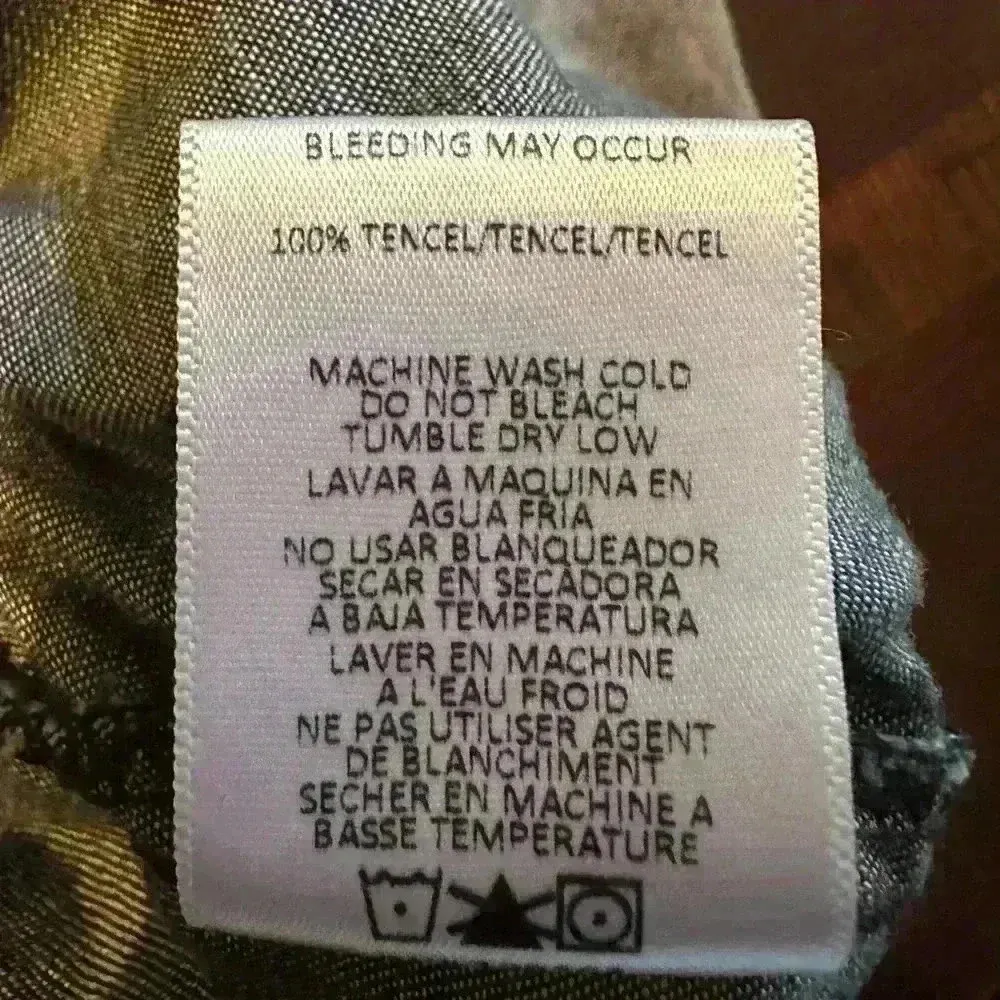 BLEEDING MAY OCCUR
100% TENCEL/TENCEL/TENCEL
MACHINE WASH COLD
DO NOT BLEACH
TUMBLE DRY LOW
LAVAR A MAQUINA EN
AGUA FRIA
NO USAR BLANQUEADOR
SECAR EN SECADORA
A BAJA TEMPERATURA
LAVER EN MACHINE
A L'EAU FROID
NE PAS UTILISER AGENT
DE BLANCHIMENT
SECHER EN MACHINE A
BASSE TEMPERATURE